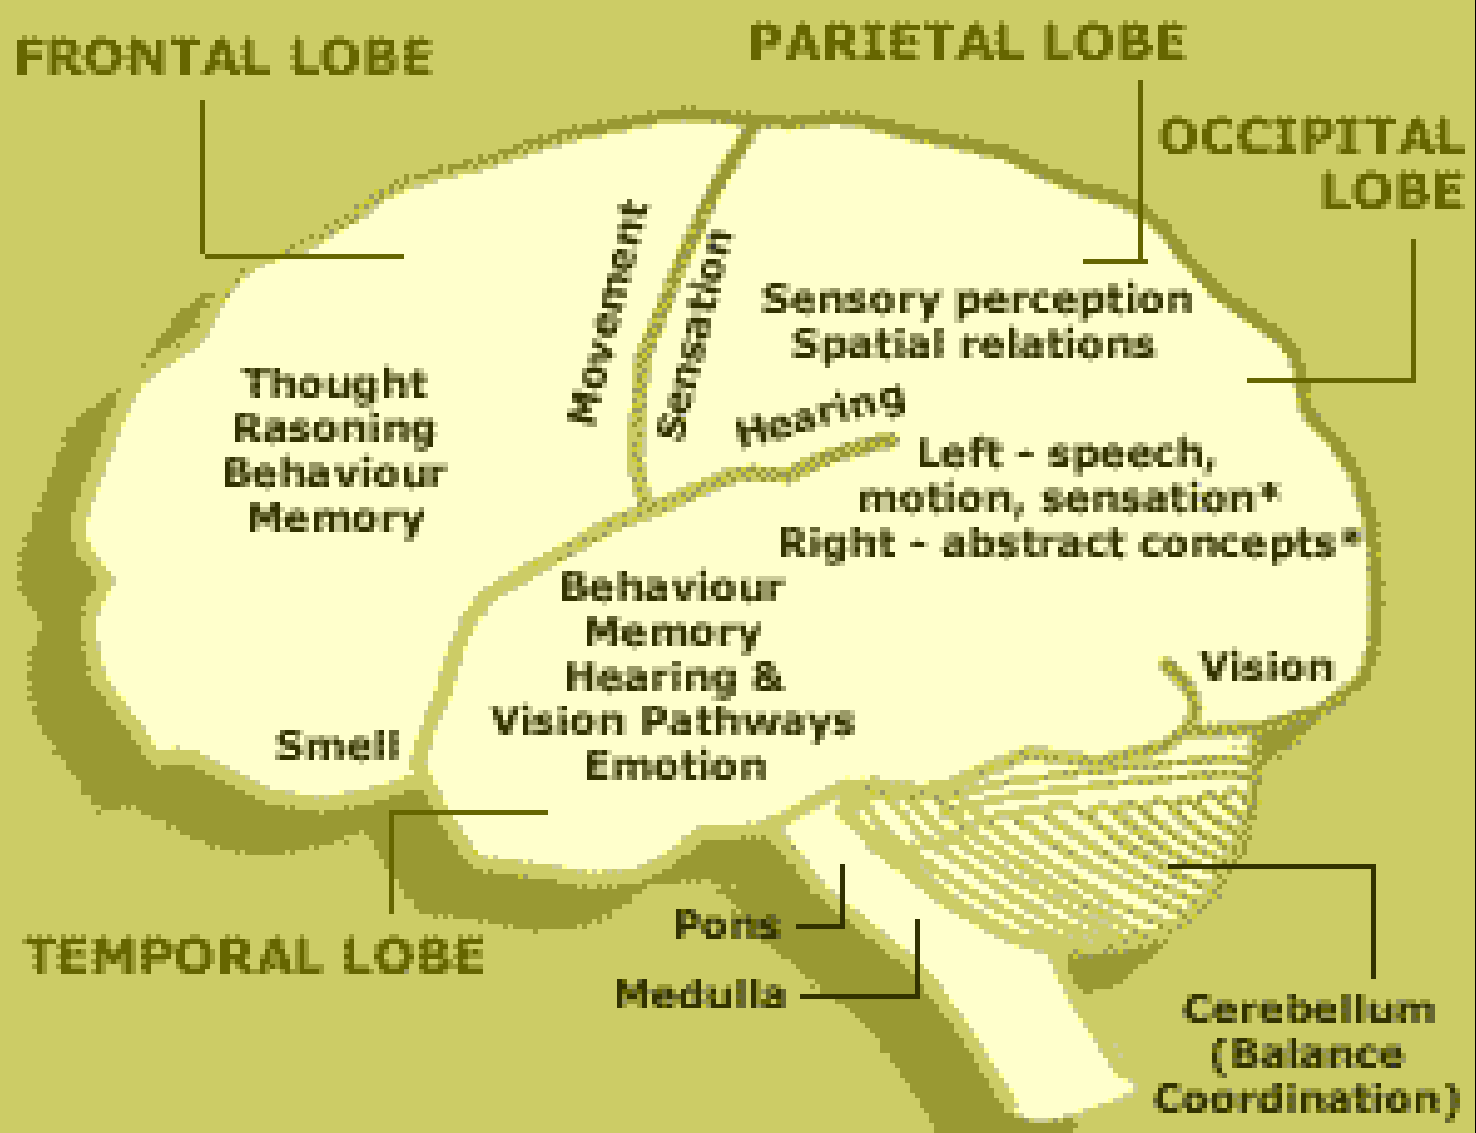 FRONTAL LOBE
PARIETAL LOBE
OCCIPITAL
LOBE
Movement
Sensation
Sensory perception
Spatial relations
Thought
Rasoning
Behaviour
Memory
Hearing
Left - speech,
motion, sensation*
Right - abstract concepts*
Behaviour
Memory
Hearing &
Vision Pathways
Emotion
Vision
Smell
TEMPORAL LOBE
Pons
Medulla
Cerebellum
(Balance
Coordination)